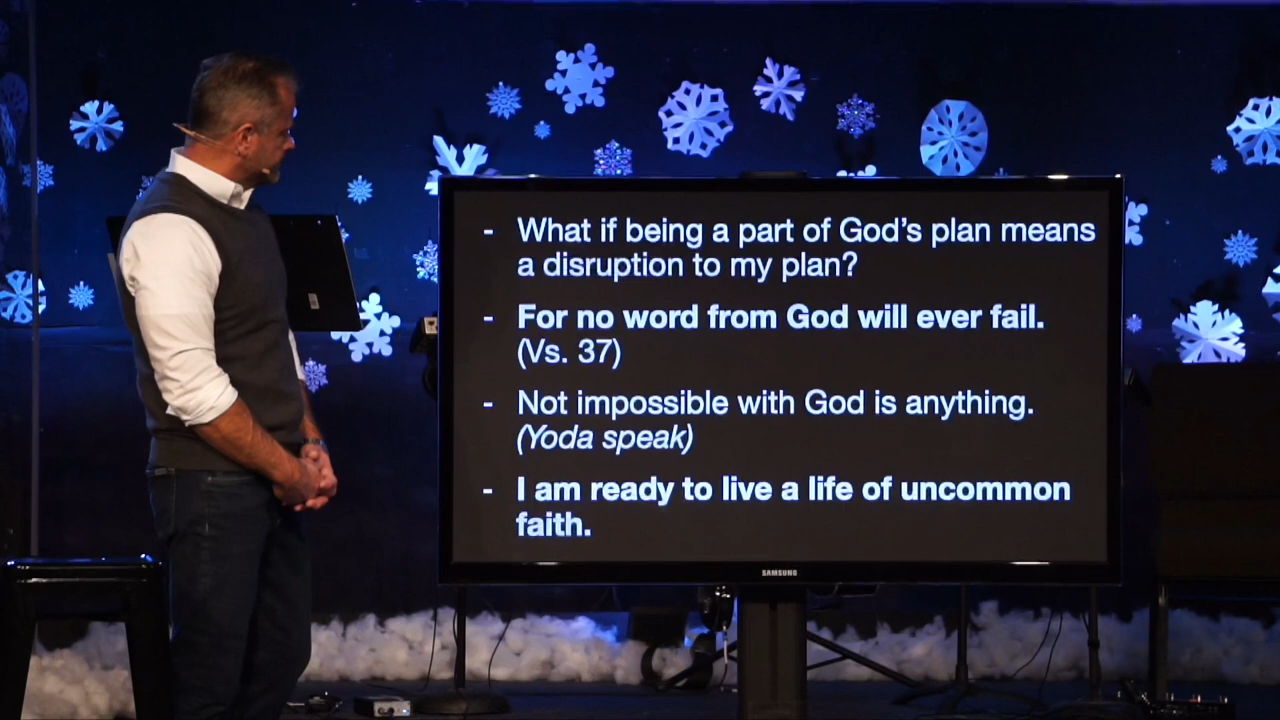 - What if being a part of God's plan means
a disruption to my plan?
- For no word from God will ever fail.
(Vs. 37)
- Not impossible with God is anything.
(Yoda speak)
- I am ready to live a life of uncommon
faith.
SAMSUNG